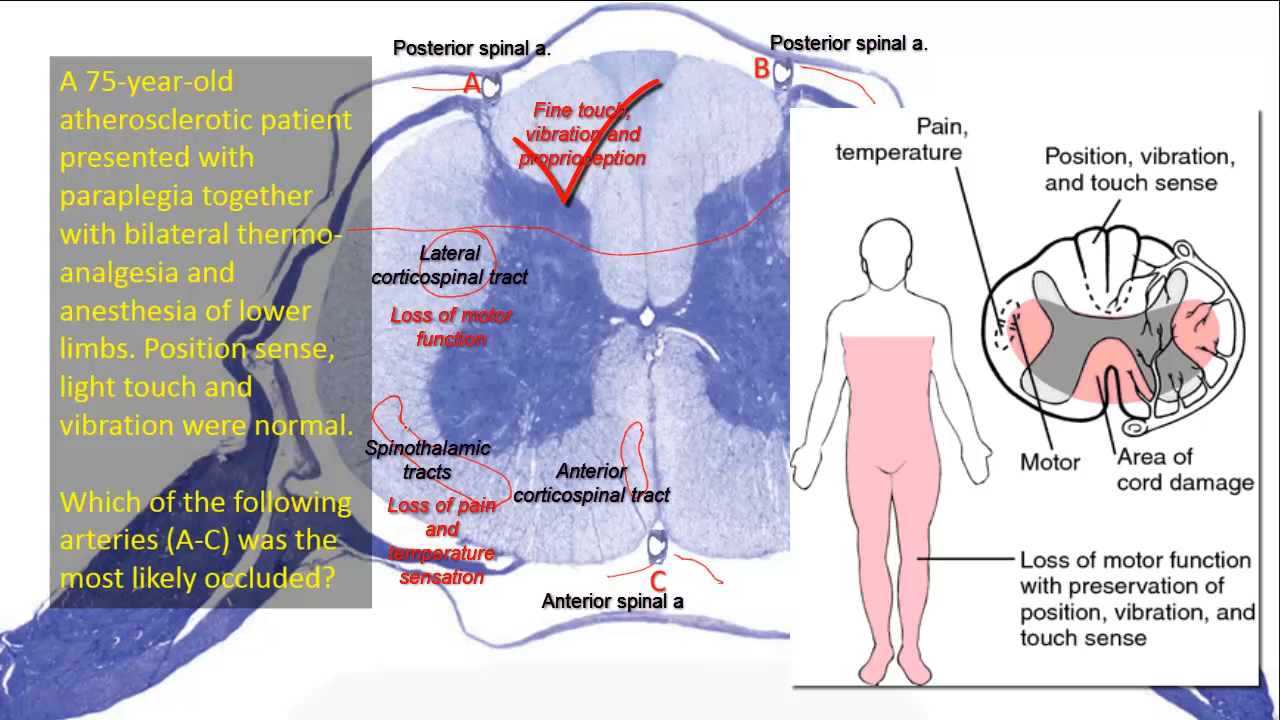 A 75-year-old
atherosclerotic patient
presented with
paraplegia together
with bilateral thermo-
analgesia and
anesthesia of lower
limbs. Position sense,
light touch and
vibration were normal.
Which of the following
arteries (A-C) was the
most likely occluded?
Posterior spinal a.
A
Posterior spinal a.
B
Fine touch,
vibration and
proprioception
Lateral
corticospinal tract
Loss of motor
function
Spinothalamic
tracts
Loss of pain
and
temperature
sensation
Anterior
corticospinal tract
C
Anterior spinal a
Pain,
temperature
Position, vibration,
and touch sense
Motor
Area of
cord damage
Loss of motor function
with preservation of
position, vibration, and
touch sense